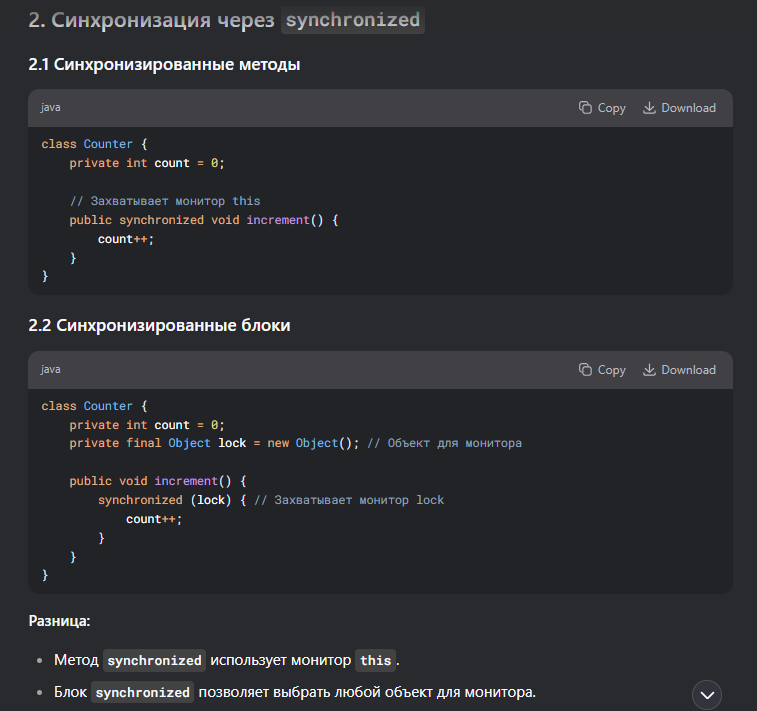 2. Синхронизация через synchronized
2.1 Синхронизированные методы
java Copy Download
class Counter {
    private int count = 0;

    // Захватывает монитор this
    public synchronized void increment() {
        count++;
    }
}
2.2 Синхронизированные блоки
java Copy Download
class Counter {
    private int count = 0;
    private final Object lock = new Object(); // Объект для монитора

    public void increment() {
        synchronized (lock) { // Захватывает монитор lock
            count++;
        }
    }
}
Разница:
• Метод synchronized использует монитор this.
• Блок synchronized позволяет выбрать любой объект для монитора.